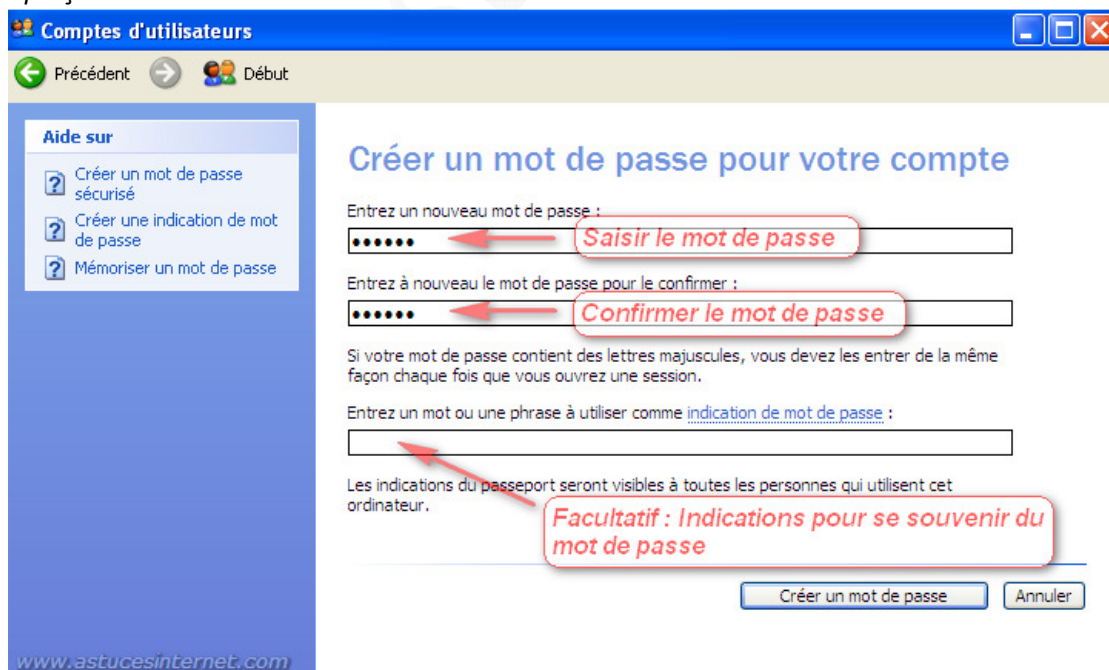 Comptes d'utilisateurs
Précédent
Début
Aide sur
Créer un mot de passe
sécurisé
Créer une indication de mot
de passe
Mémoriser un mot de passe
Créer un mot de passe pour votre compte
Entrez un nouveau mot de passe :
Saisir le mot de passe
Entrez à nouveau le mot de passe pour le confirmer :
Confirmer le mot de passe
Si votre mot de passe contient des lettres majuscules, vous devez les entrer de la même
façon chaque fois que vous ouvrez une session.
Entrez un mot ou une phrase à utiliser comme indication de mot de passe :
Les indications du passeport seront visibles à toutes les personnes qui utilisent cet
ordinateur.
Facultatif : Indications pour se souvenir du
mot de passe
Créer un mot de passe
Annuler
www.astucesinternet.com